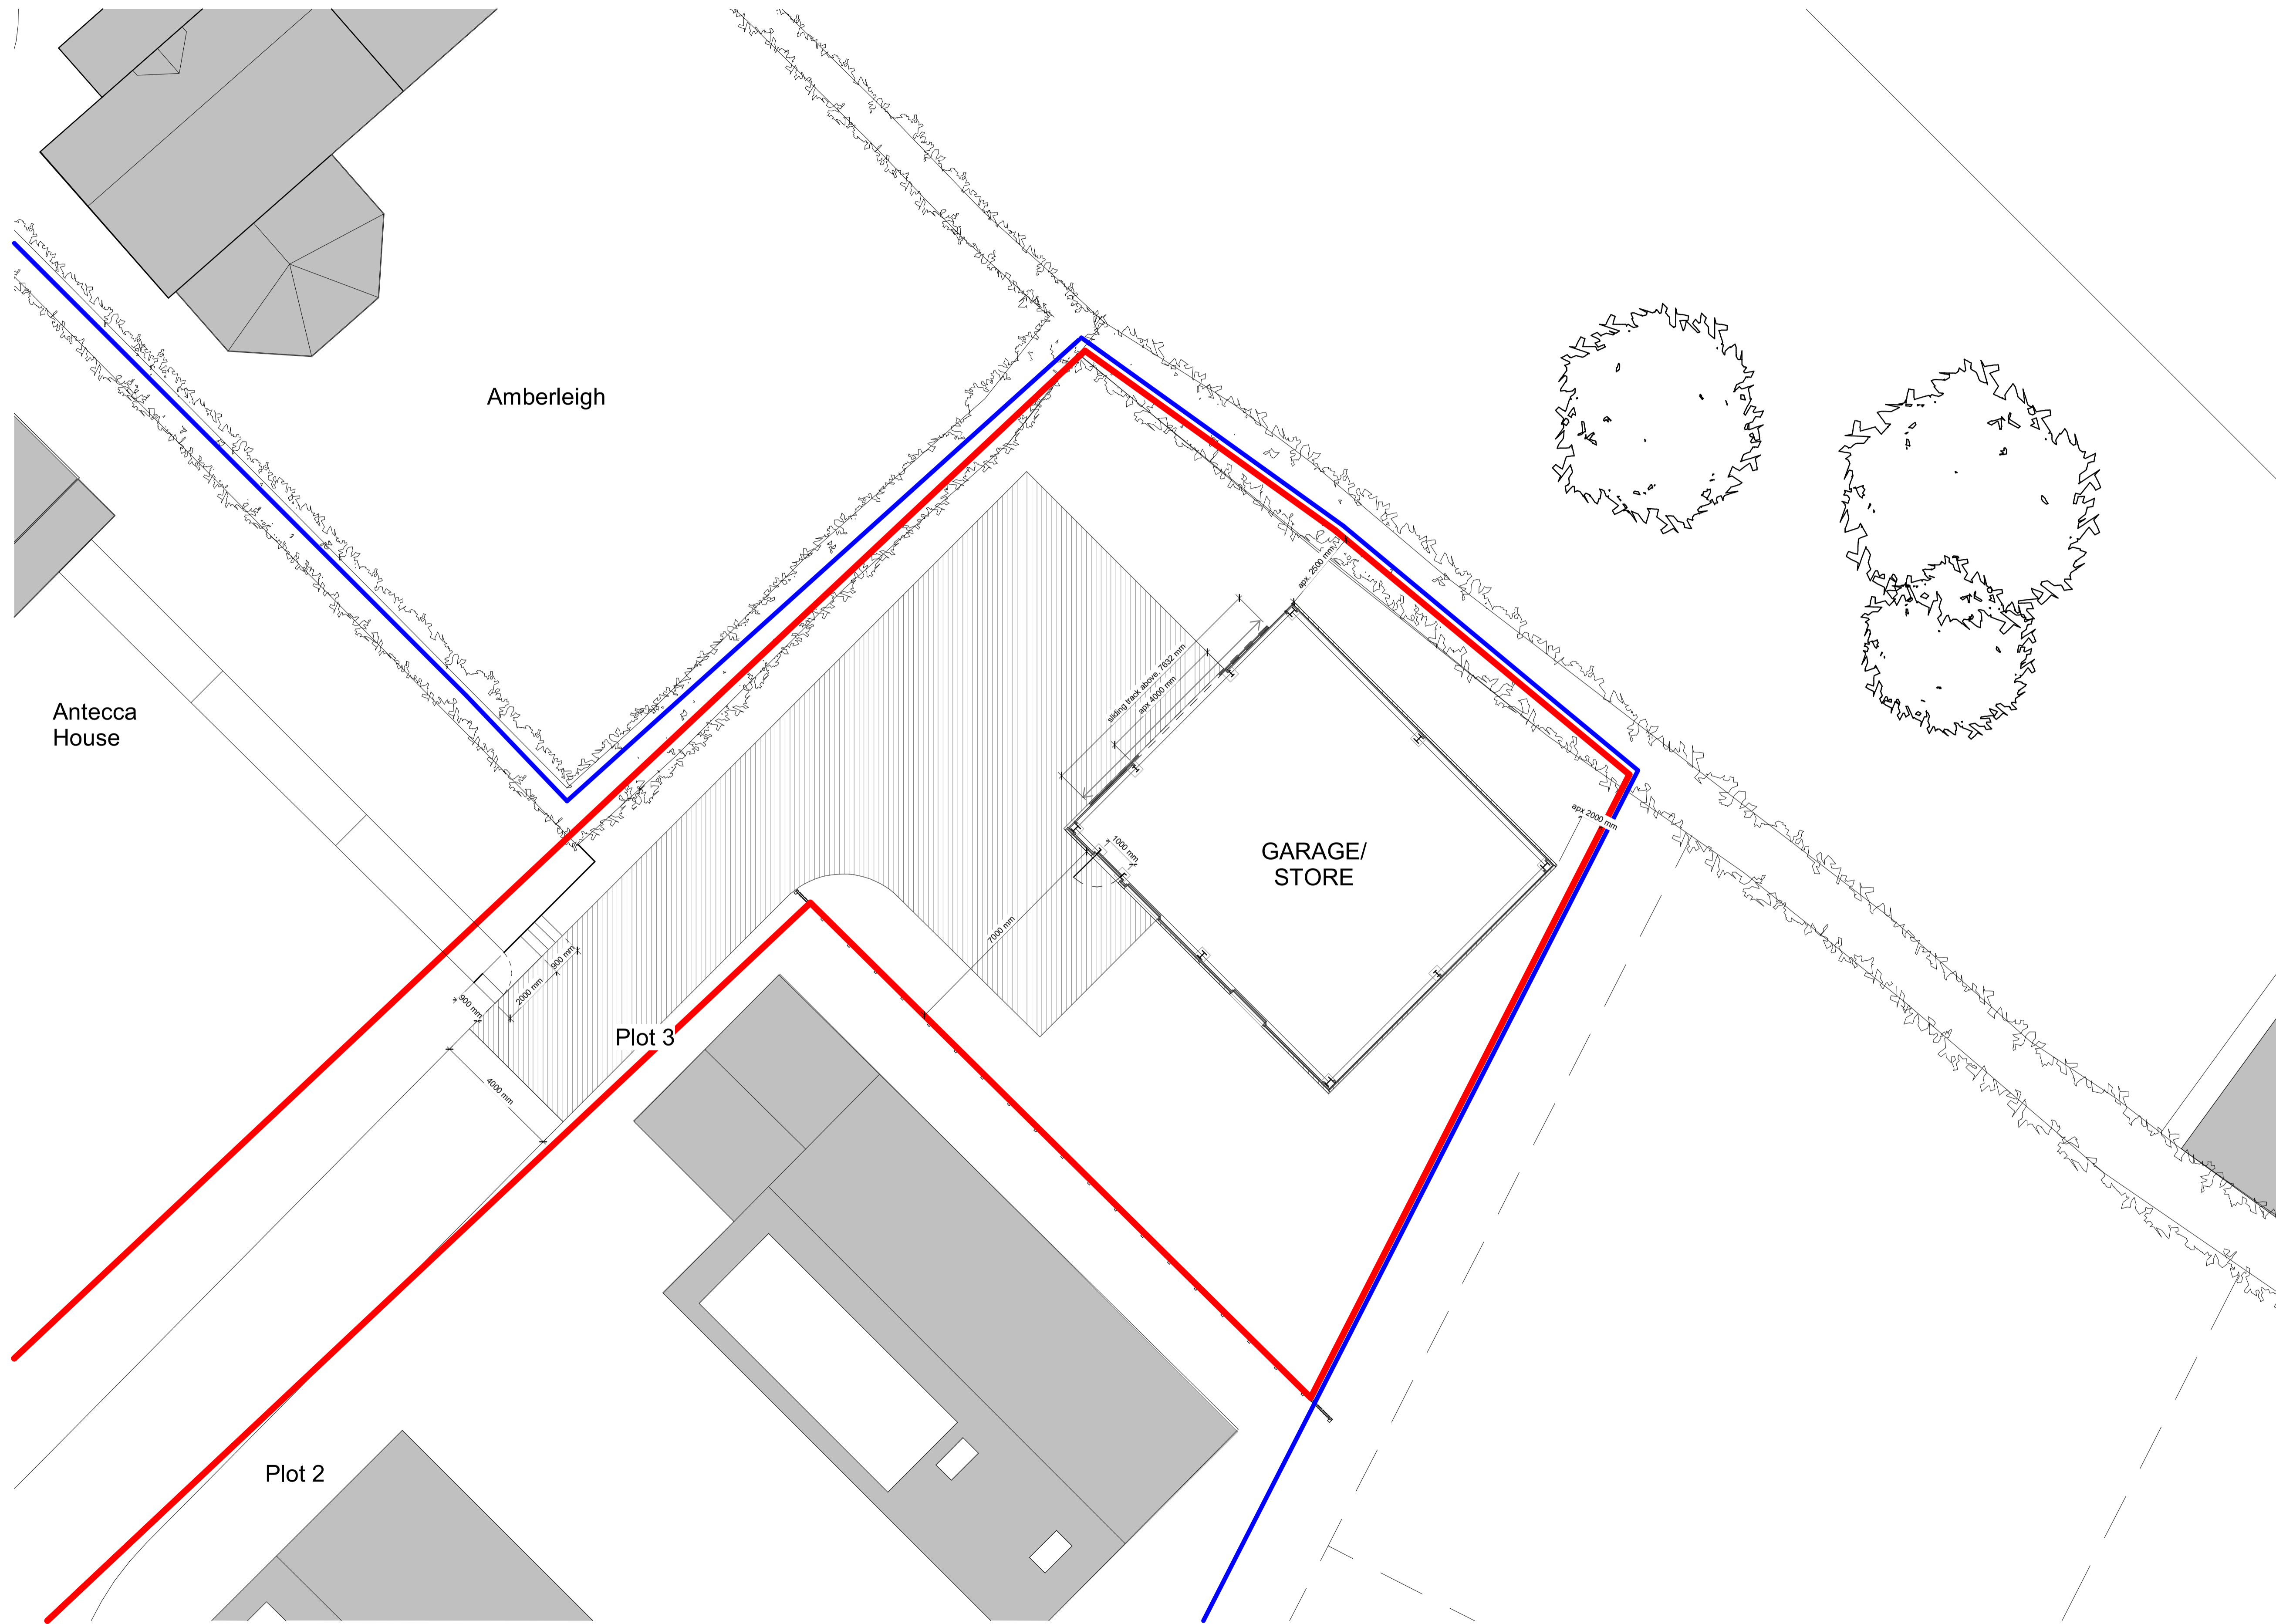 Amberleigh
apx. 2500 mm
sliding track above, 7632 mm
apx 4000 mm
Antecca
House
apx 2000 mm
1000 mm
GARAGE/
STORE
7000 mm
900 mm
2000 mm
900 mm
Plot 3
4000 mm
Plot 2